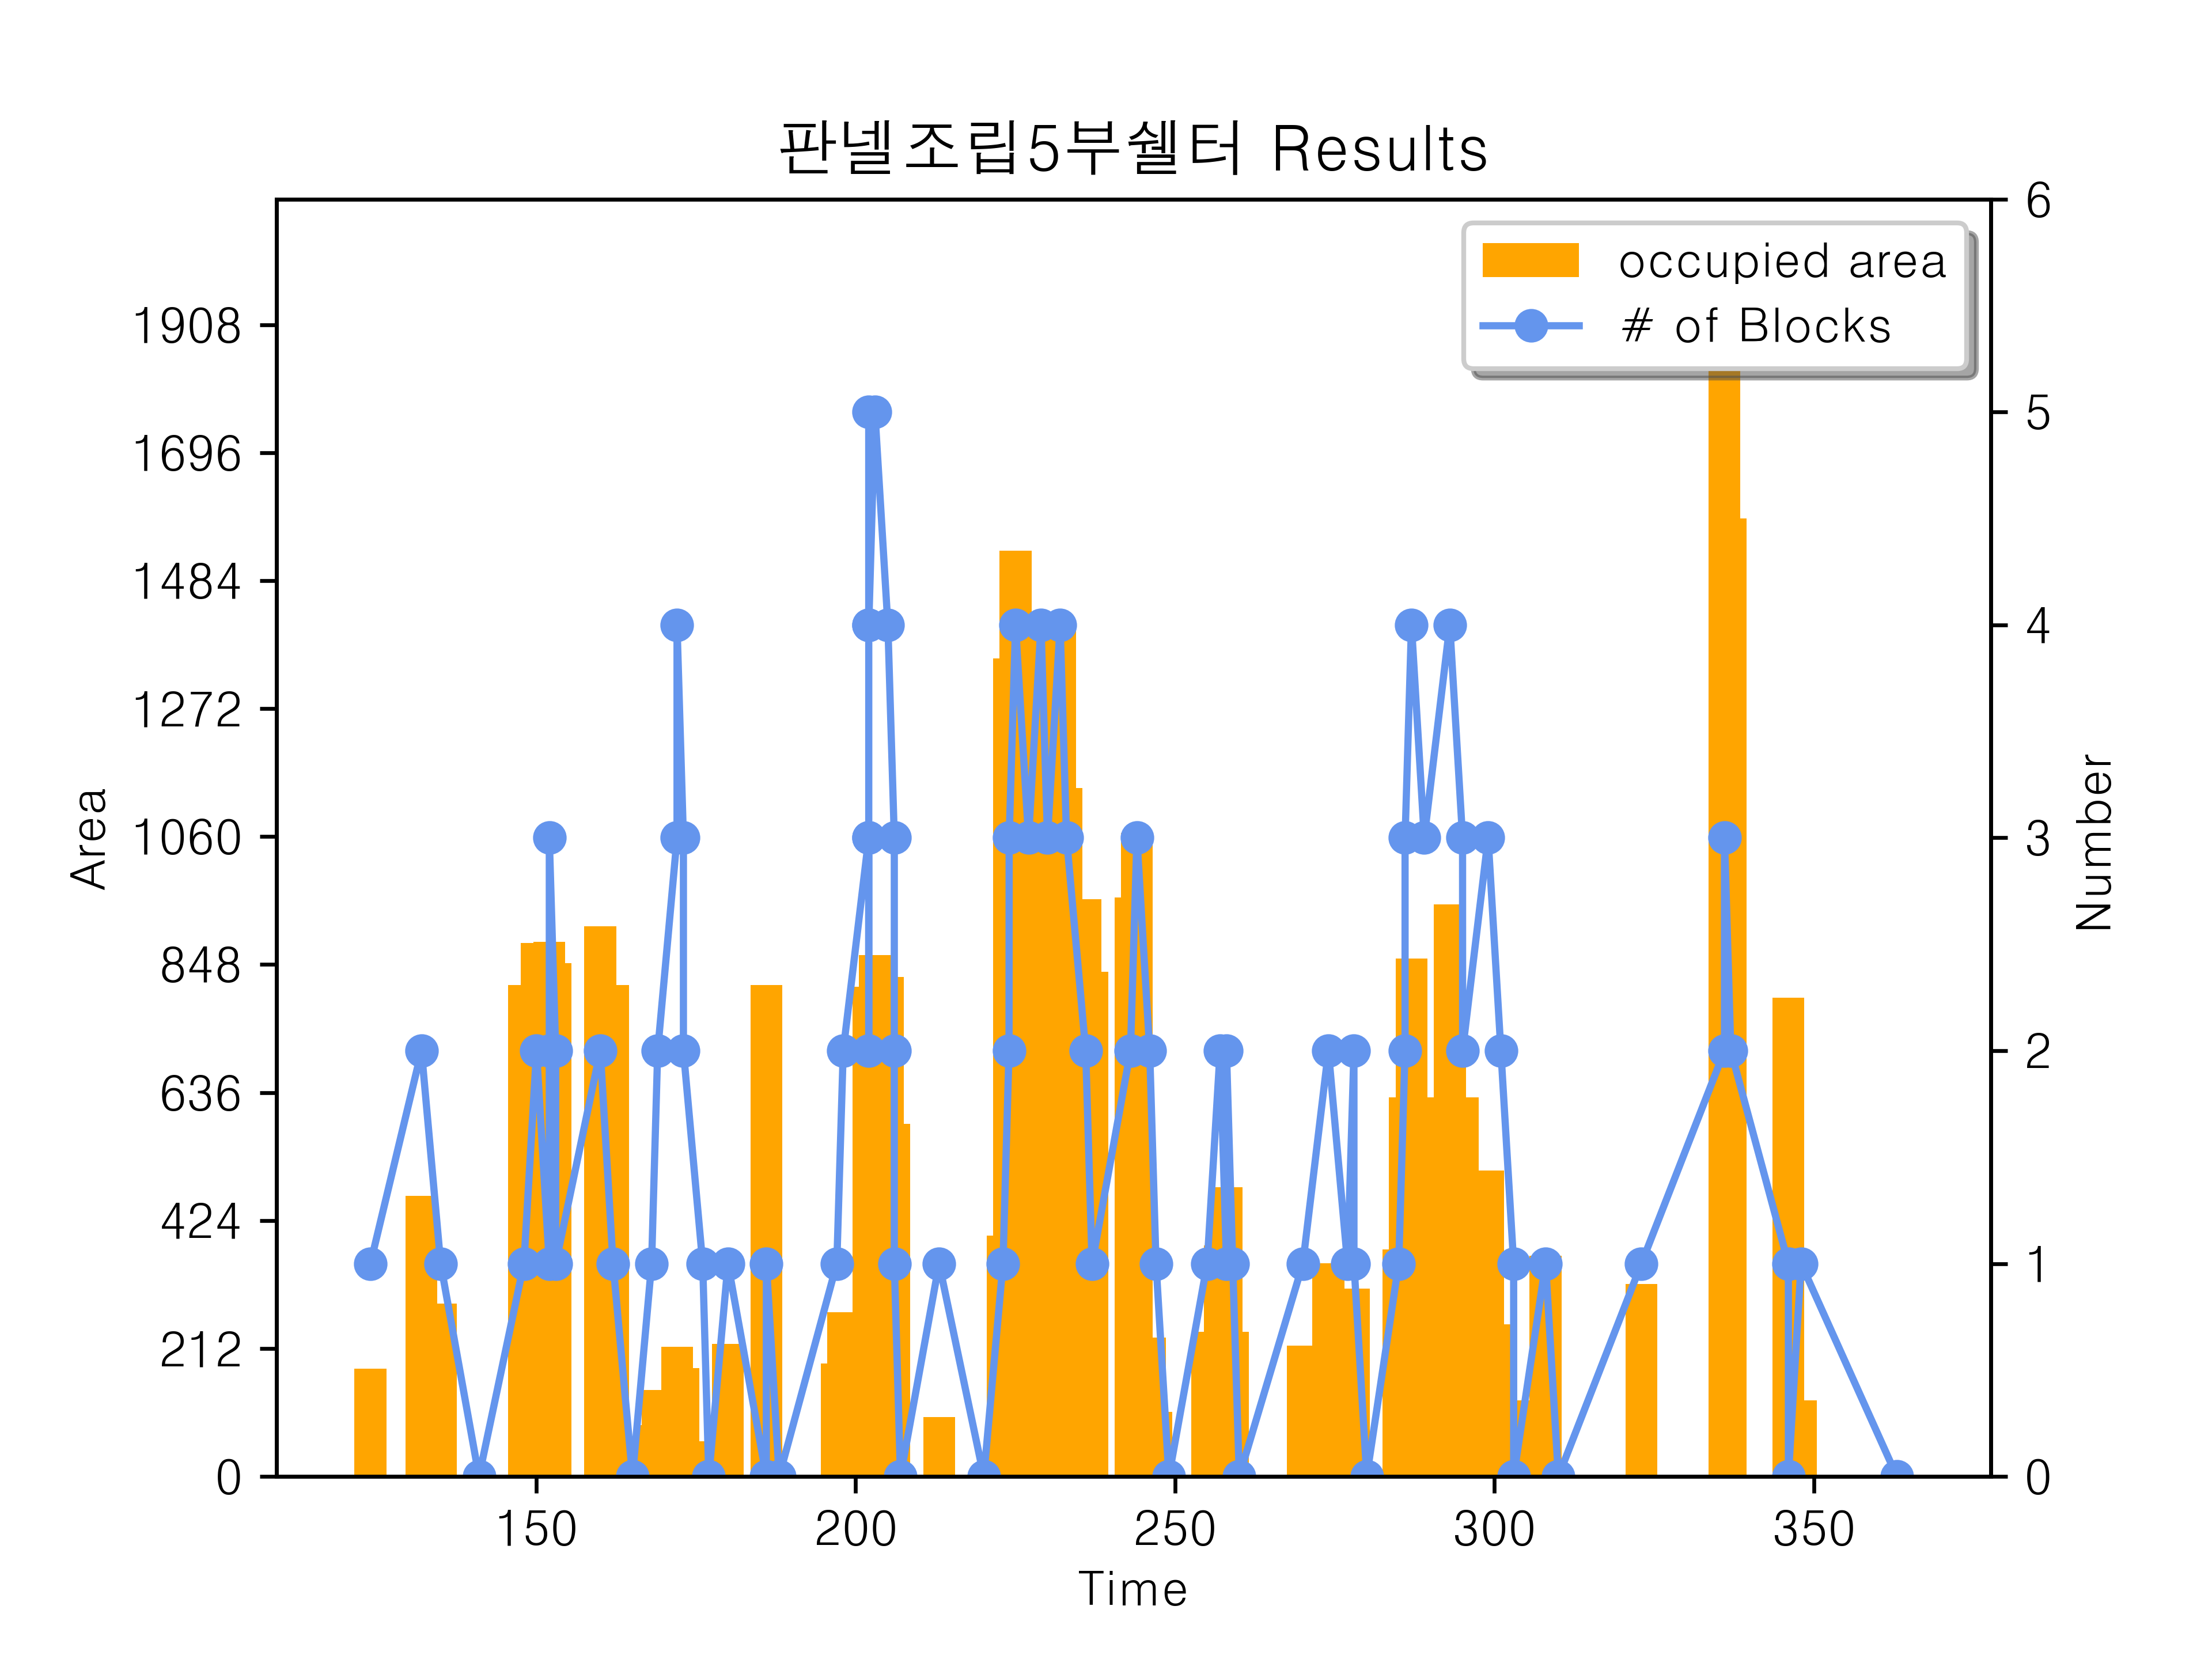 판넬조립5부쉘터 Results
occupied area
# of Blocks
1908
1696
1484
1272
1060
848
636
424
212
0
Area
6
5
4
3
2
1
0
Number
150 200 250 300 350
Time